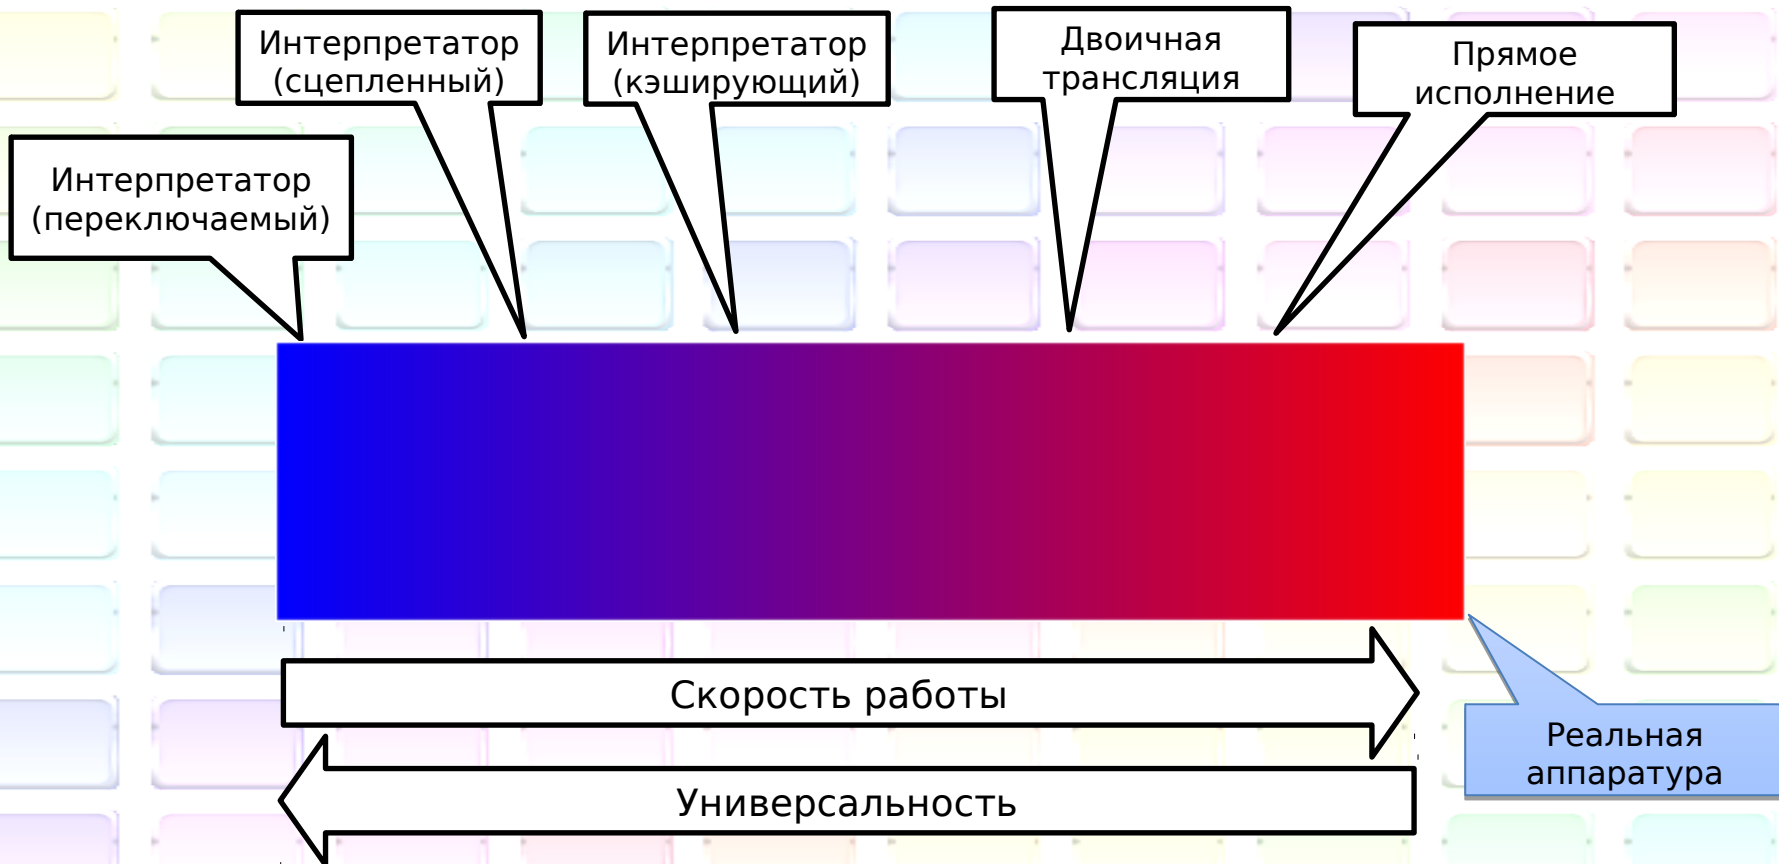 Интерпретатор
(переключаемый)
Интерпретатор
(сцепленный)
Интерпретатор
(кэширующий)
Двоичная
трансляция
Прямое
исполнение
Скорость работы
Универсальность
Реальная
аппаратура